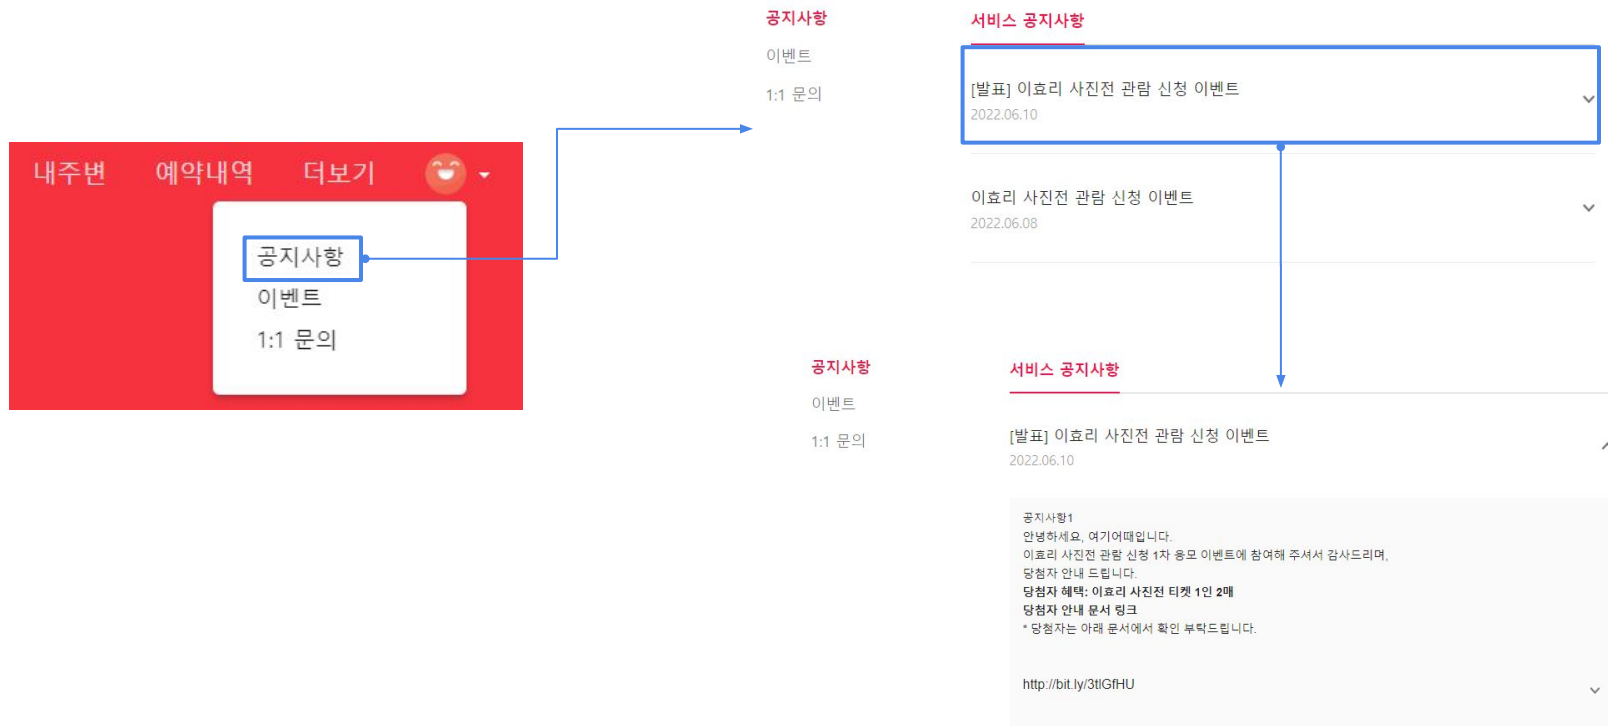 내주변 예약내역 더보기
공지사항
이벤트
1:1 문의
공지사항
이벤트
1:1 문의
서비스 공지사항
[발표] 이효리 사진전 관람 신청 이벤트
2022.06.10
이효리 사진전 관람 신청 이벤트
2022.06.08
공지사항
이벤트
1:1 문의
서비스 공지사항
[발표] 이효리 사진전 관람 신청 이벤트
2022.06.10
공지사항1
안녕하세요, 여기어때입니다.
이효리 사진전 관람 신청 1차 응모 이벤트에 참여해 주셔서 감사드리며,
당첨자 안내 드립니다.
당첨자 혜택: 이효리 사진전 티켓 1인 2매
당첨자 안내 문서 링크
* 당첨자는 아래 문서에서 확인 부탁드립니다.
http://bit.ly/3tlGfHU